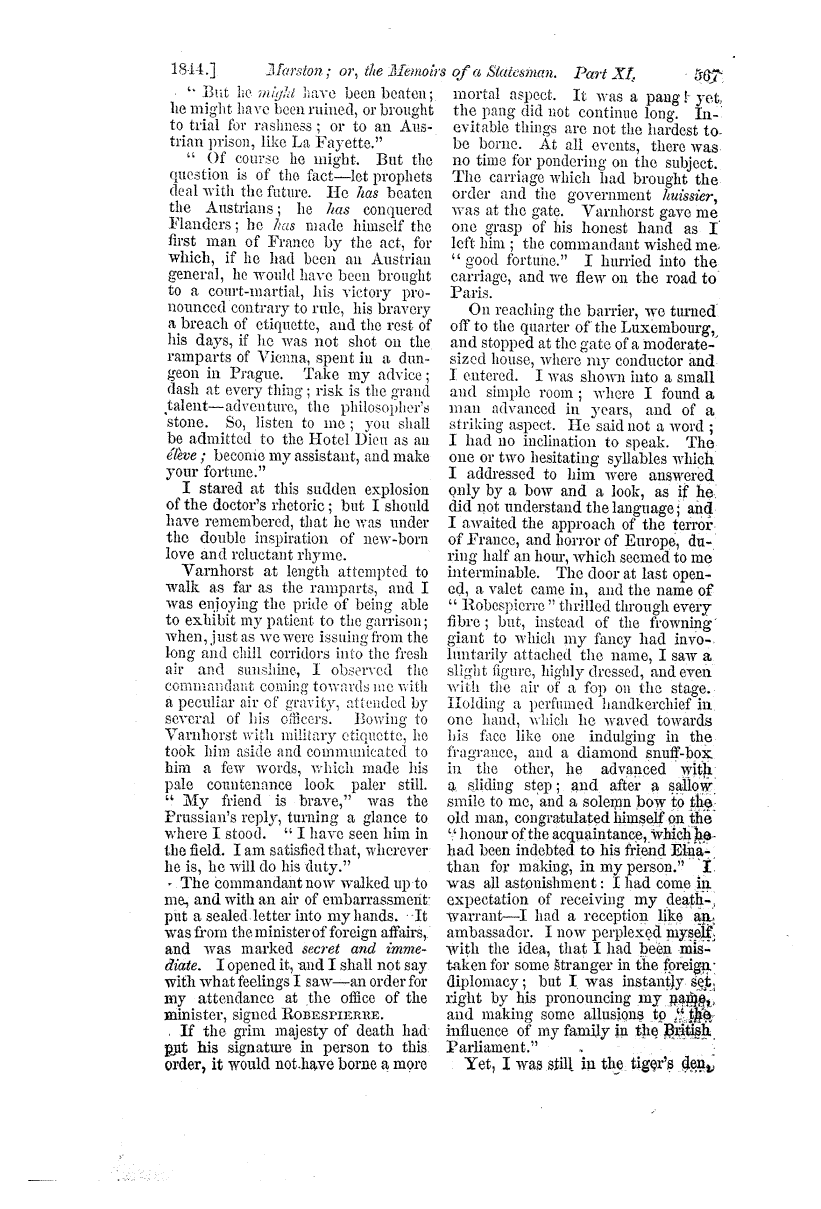 1844.] Marston; or, the Memoirs of a Statesman. Part XI. 567
" But he might have been beaten;
he might have been ruined, or brought
to trial for rashness; or to an Aus-
trian prison, like La Fayette."
" Of course he might. But the
question is of the fact—let prophets
deal with the future. He has beaten
the Austrians; he has conquered
Flanders; he has made himself the
first man of France by the act, for
which, if he had been an Austrian
general, he would have been brought
to a court-martial, his victory pro-
nounced contrary to rule, his bravery
a breach of etiquette, and the rest of
his days, if he was not shot on the
ramparts of Vienna, spent in a dun-
geon in Prague. Take my advice;
dash at every thing; risk is the grand
talent—adventure, the philosopher's
stone. So, listen to me; you shall
be admitted to the Hotel Dieu as an
élève; become my assistant, and make
your fortune."
I stared at this sudden explosion
of the doctor's rhetoric; but I should
have remembered, that he was under
the double inspiration of new-born
love and reluctant rhyme.
Varnhorst at length attempted to
walk as far as the ramparts, and I
was enjoying the pride of being able
to exhibit my patient to the garrison;
when, just as we were issuing from the
long and chill corridors into the fresh
air and sunshine, I observed the
commandant coming towards me with
a peculiar air of gravity, attended by
several of his officers. Bowing to
Varnhorst with military etiquette, he
took him aside and communicated to
him a few words, which made his
pale countenance look paler still.
" My friend is brave," was the
Prussian's reply, turning a glance to
where I stood. " I have seen him in
the field. I am satisfied that, wherever
he is, he will do his duty."
The commandant now walked up to
me, and with an air of embarrassment
put a sealed letter into my hands. It
was from the minister of foreign affairs,
and was marked secret and imme-
diate. I opened it, and I shall not say
with what feelings I saw—an order for
my attendance at the office of the
minister, signed ROBESPIERRE.
If the grim majesty of death had
put his signature in person to this
order, it would not have borne a more
mortal aspect. It was a pang! yet,
the pang did not continue long. In-
evitable things are not the hardest to
be borne. At all events, there was
no time for pondering on the subject.
The carriage which had brought the
order and the government huissier,
was at the gate. Varnhorst gave me
one grasp of his honest hand as I
left him; the commandant wished me
" good fortune." I hurried into the
carriage, and we flew on the road to
Paris.
On reaching the barrier, we turned
off to the quarter of the Luxembourg,
and stopped at the gate of a moderate-
sized house, where my conductor and
I entered. I was shown into a small
and simple room; where I found a
man advanced in years, and of a
striking aspect. He said not a word;
I had no inclination to speak. The
one or two hesitating syllables which
I addressed to him were answered
only by a bow and a look, as if he
did not understand the language; and
I awaited the approach of the terror
of France, and horror of Europe, du-
ring half an hour, which seemed to me
interminable. The door at last open-
ed, a valet came in, and the name of
" Robespierre" thrilled through every
fibre; but, instead of the frowning
giant to which my fancy had invo-
luntarily attached the name, I saw a
slight figure, highly dressed, and even
with the air of a fop on the stage.
Holding a perfumed handkerchief in
one hand, which he waved towards
his face like one indulging in the
fragrance, and a diamond snuff-box
in the other, he advanced with
a sliding step; and after a sallow
smile to me, and a solemn bow to the
old man, congratulated himself on the
" honour of the acquaintance, which he
had been indebted to his friend Elna-
than for making, in my person." I
was all astonishment: I had come in
expectation of receiving my death-
warrant—I had a reception like an
ambassador. I now perplexed myself
with the idea, that I had been mis-
taken for some stranger in the foreign
diplomacy; but I was instantly set
right by his pronouncing my name,
and making some allusions to " the
influence of my family in the British
Parliament."
Yet, I was still in the tiger's den,